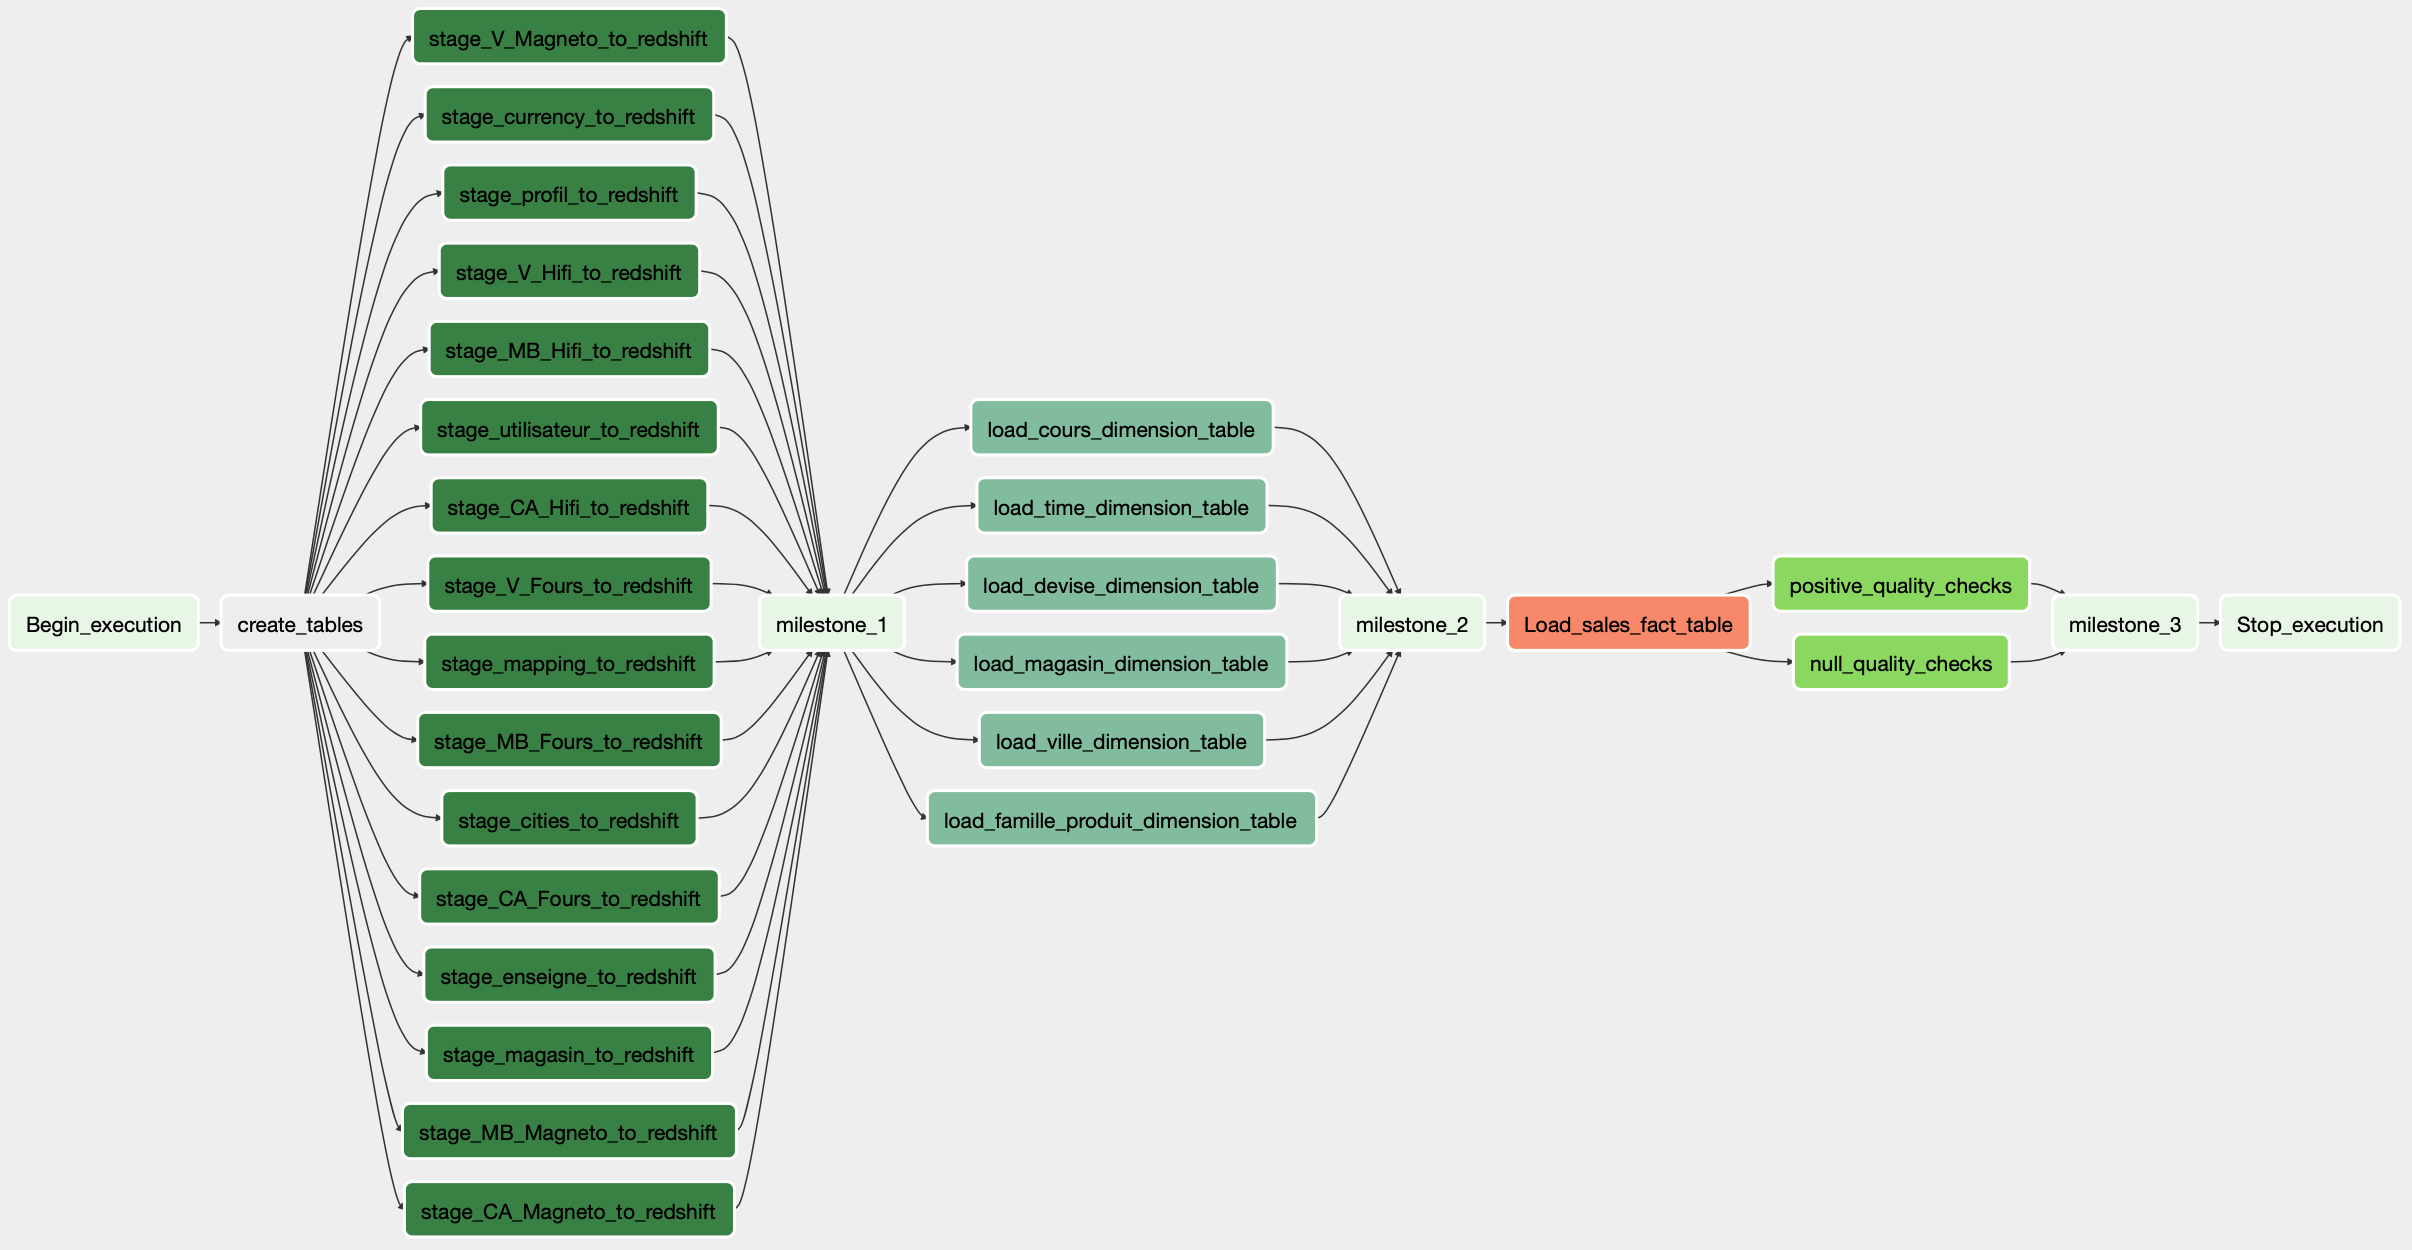 Begin_execution
create_tables
stage_V_Magneto_to_redshift
stage_currency_to_redshift
stage_profil_to_redshift
stage_V_Hifi_to_redshift
stage_MB_Hifi_to_redshift
stage_utilisateur_to_redshift
stage_CA_Hifi_to_redshift
stage_V_Fours_to_redshift
stage_mapping_to_redshift
stage_MB_Fours_to_redshift
stage_cities_to_redshift
stage_CA_Fours_to_redshift
stage_enseigne_to_redshift
stage_magasin_to_redshift
stage_MB_Magneto_to_redshift
stage_CA_Magneto_to_redshift
milestone_1
load_cours_dimension_table
load_time_dimension_table
load_devise_dimension_table
load_magasin_dimension_table
load_ville_dimension_table
load_famille_produit_dimension_table
milestone_2
Load_sales_fact_table
positive_quality_checks
null_quality_checks
milestone_3
Stop_execution